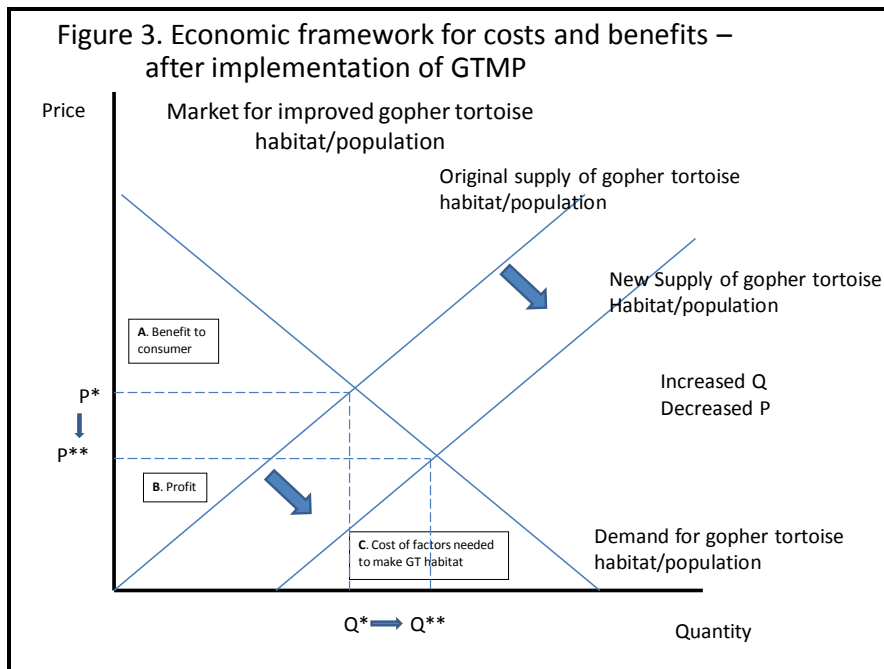 Figure 3. Economic framework for costs and benefits –
after implementation of GTMP
Price
Market for improved gopher tortoise
habitat/population
Original supply of gopher tortoise
habitat/population
New Supply of gopher tortoise
Habitat/population
A. Benefit to
consumer
Increased Q
Decreased P
P*
P**
B. Profit
C. Cost of factors needed
to make GT habitat
Demand for gopher tortoise
habitat/population
Q* Q**
Quantity